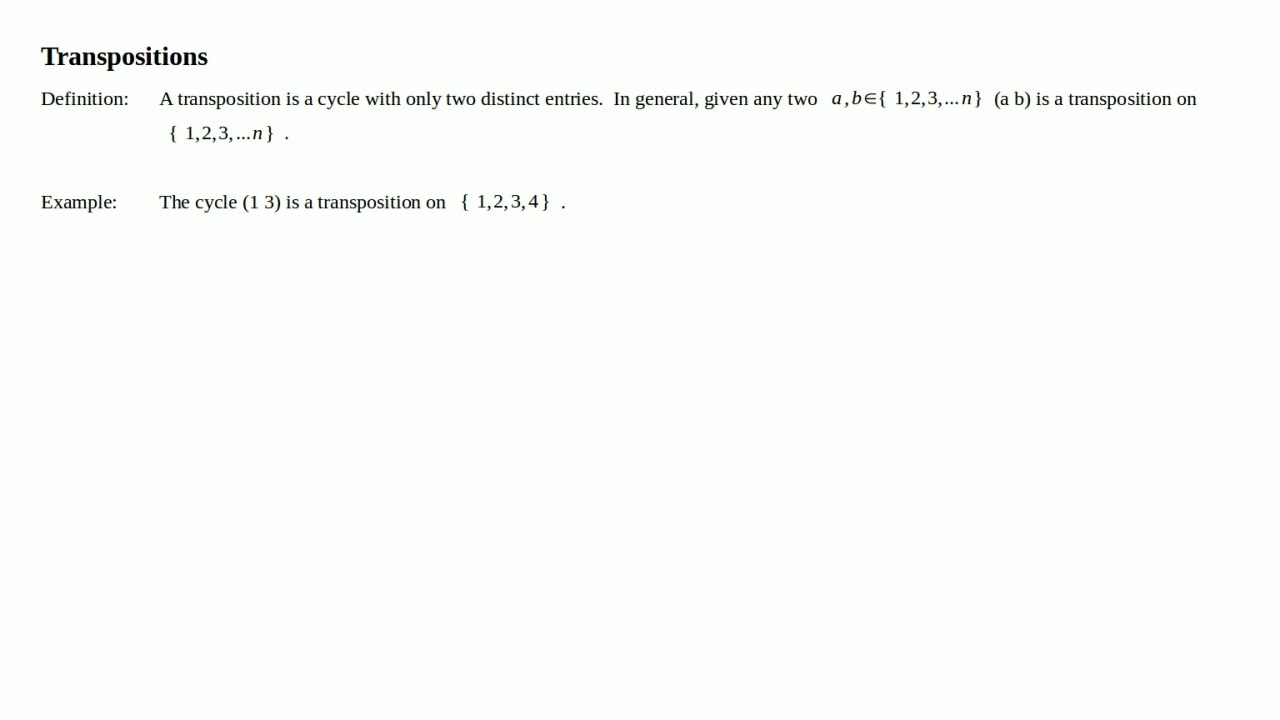 Transpositions
Definition: A transposition is a cycle with only two distinct entries. In general, given any two a,b∈{ 1,2,3,...n} (a b) is a transposition on
{ 1,2,3,...n} .
Example: The cycle (1 3) is a transposition on { 1,2,3,4} .